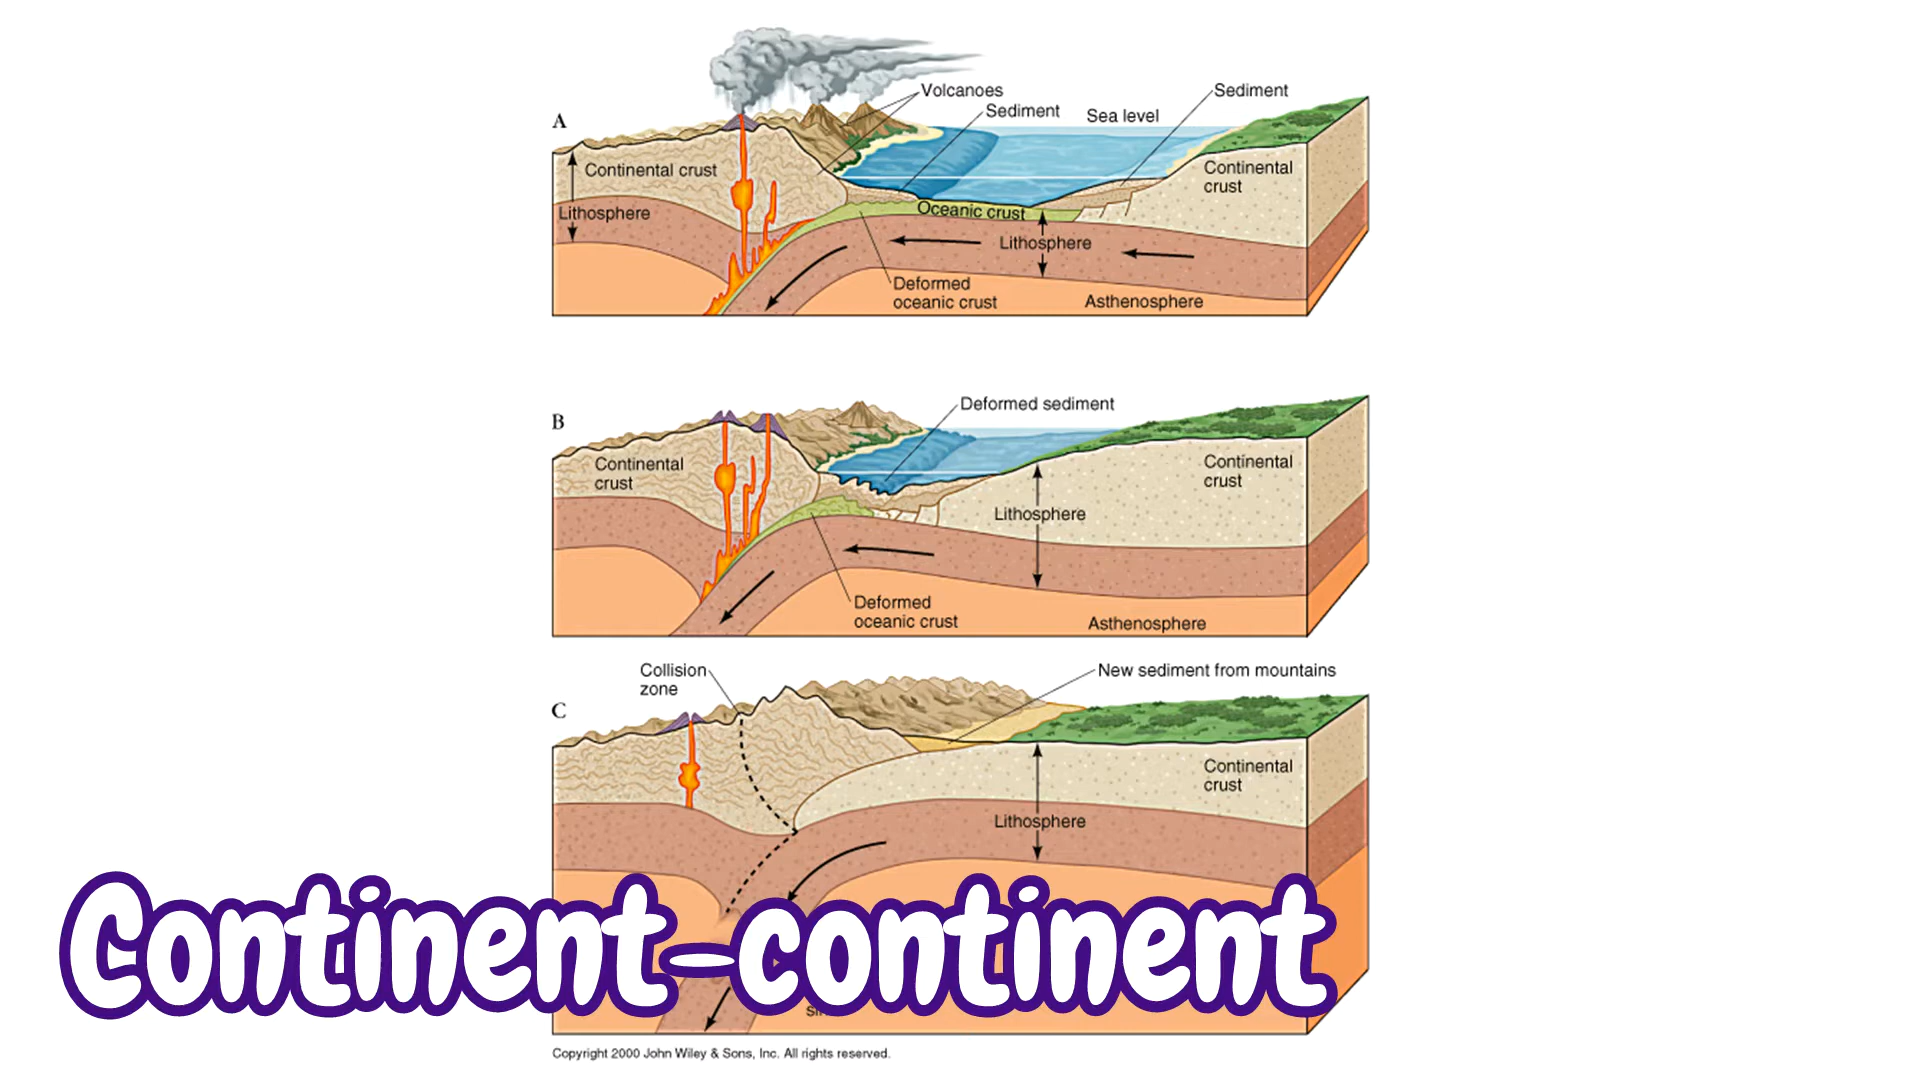 Volcanoes
Sediment
Sediment
Sea level
A
Continental crust
Continental
crust
Lithosphere
Oceanic crust
Lithosphere
Deformed
oceanic crust
Asthenosphere
B
Deformed sediment
Continental
crust
Continental
crust
Lithosphere
Deformed
oceanic crust
Asthenosphere
Collision
zone
New sediment from mountains
C
Continental
crust
Lithosphere
Continent-continent
Copyright 2000 John Wiley & Sons, Inc. All rights reserved.